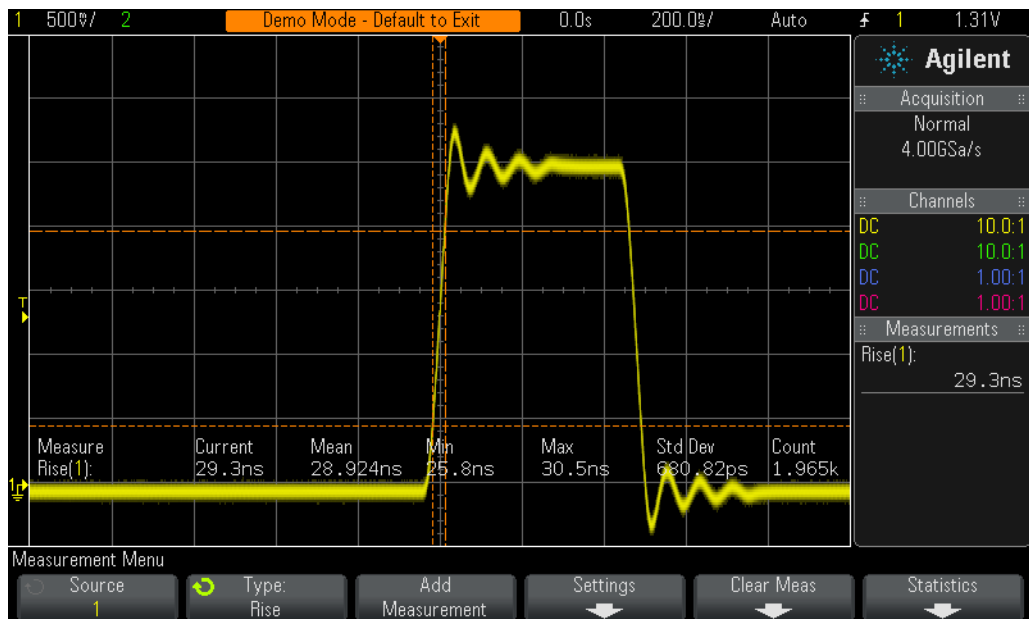 1 500mV/ 2 Demo Mode - Default to Exit 0.0s 200.0ns/ Auto 1 1.31V
Agilent
Acquisition
Normal
4.00GSa/s
Channels
DC 10.0:1
DC 10.0:1
DC 1.00:1
DC 1.00:1
Measurements
Rise(1):
29.3ns
T
Measure Current Mean Min Max Std Dev Count
Rise(1): 29.3ns 28.924ns 25.8ns 30.5ns 680.82ps 1.965k
1
Measurement Menu
Source
1
Type:
Rise
Add
Measurement
Settings
Clear Meas
Statistics